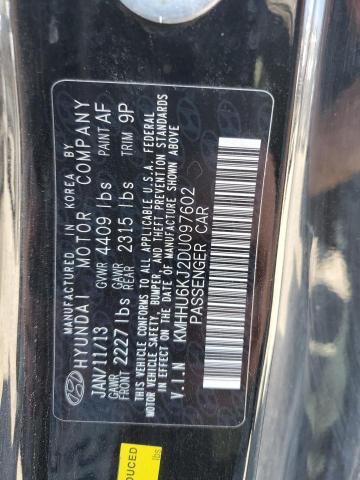 MANUFACTURED IN KOREA BY
HYUNDAI MOTOR COMPANY
JAN/11/13 GVWR 4409 lbs PAINT AF
GAWR FRONT 2227 lbs GAWR REAR 2315 lbs TRIM 9P
THIS VEHICLE CONFORMS TO ALL APPLICABLE U.S.A. FEDERAL
MOTOR VEHICLE SAFETY, BUMPER, AND THEFT PREVENTION STANDARDS
IN EFFECT ON THE DATE OF MANUFACTURE SHOWN ABOVE
V.I.N KMHHU6KJ2DU097602
PASSENGER CAR
DUCED
lbs